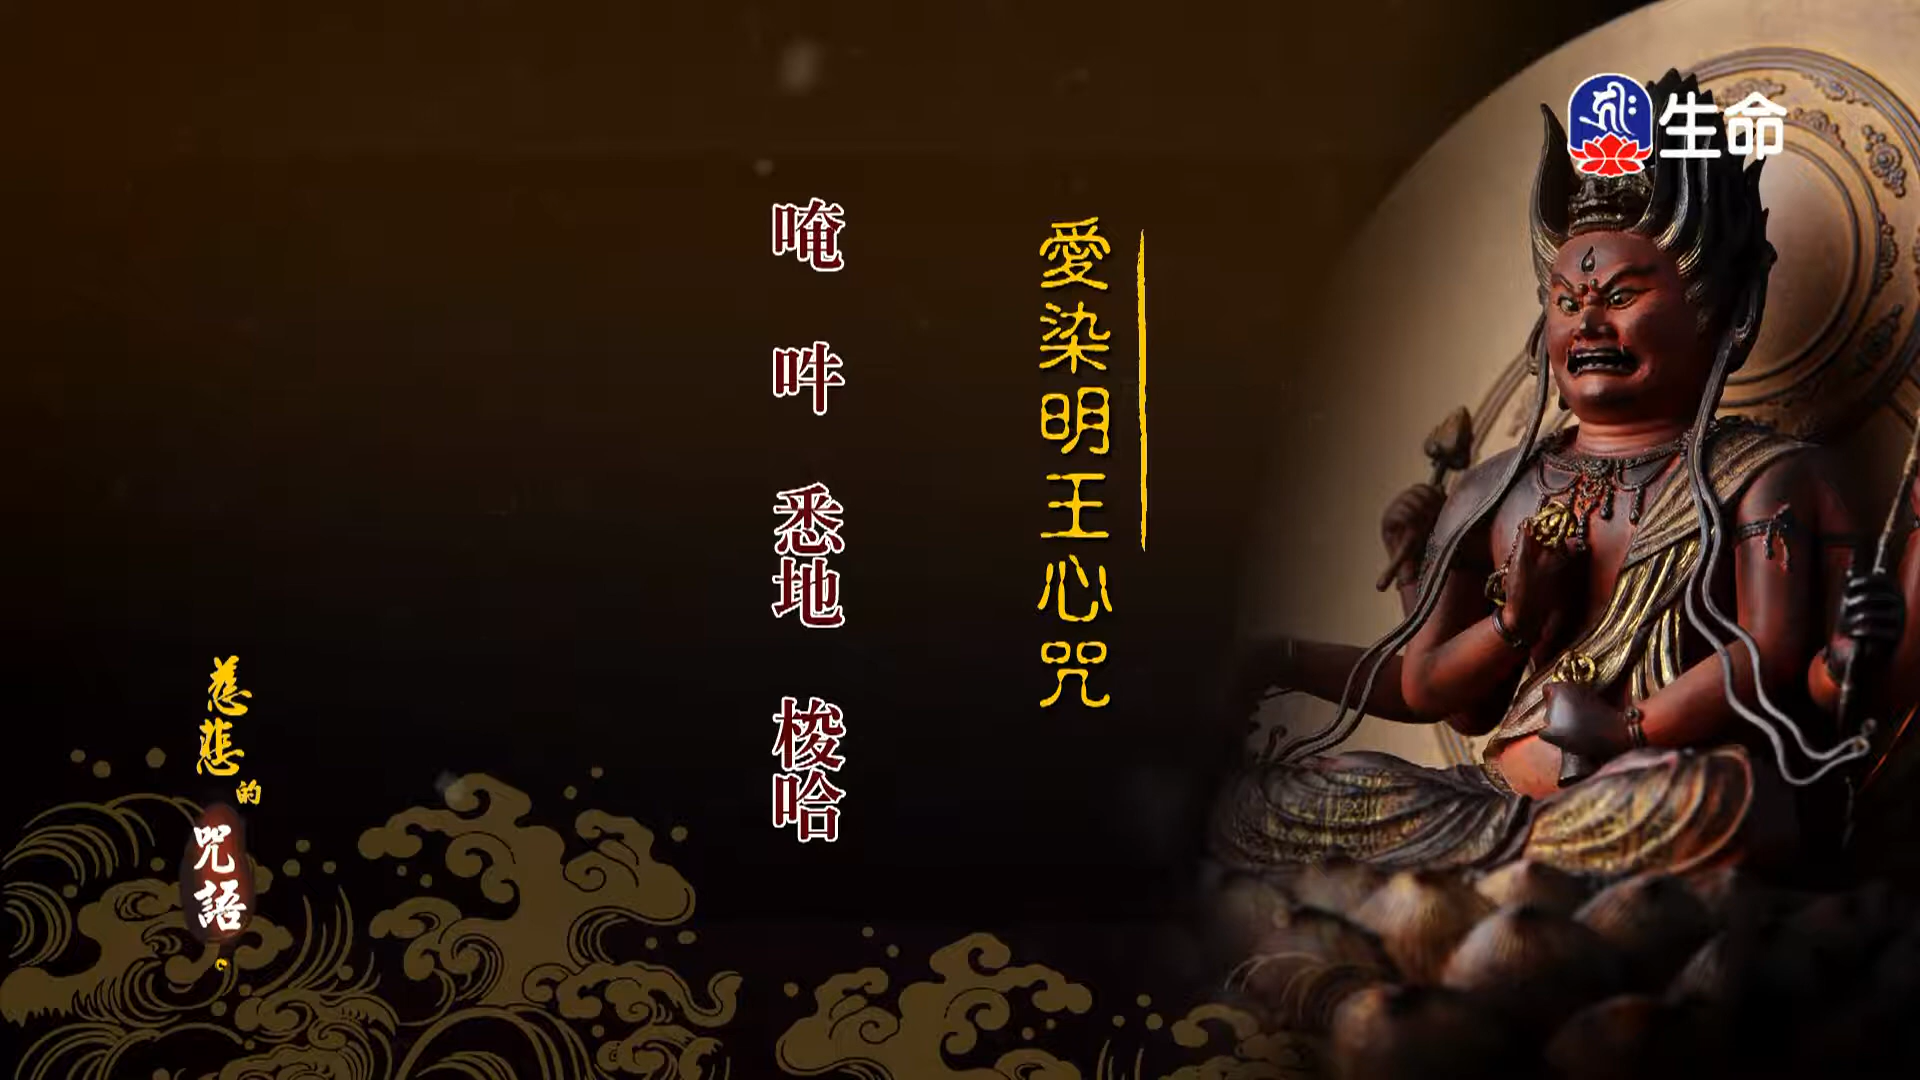 生命
愛染明王心咒
唵 吽 悉地 梭哈
慈悲的
咒語